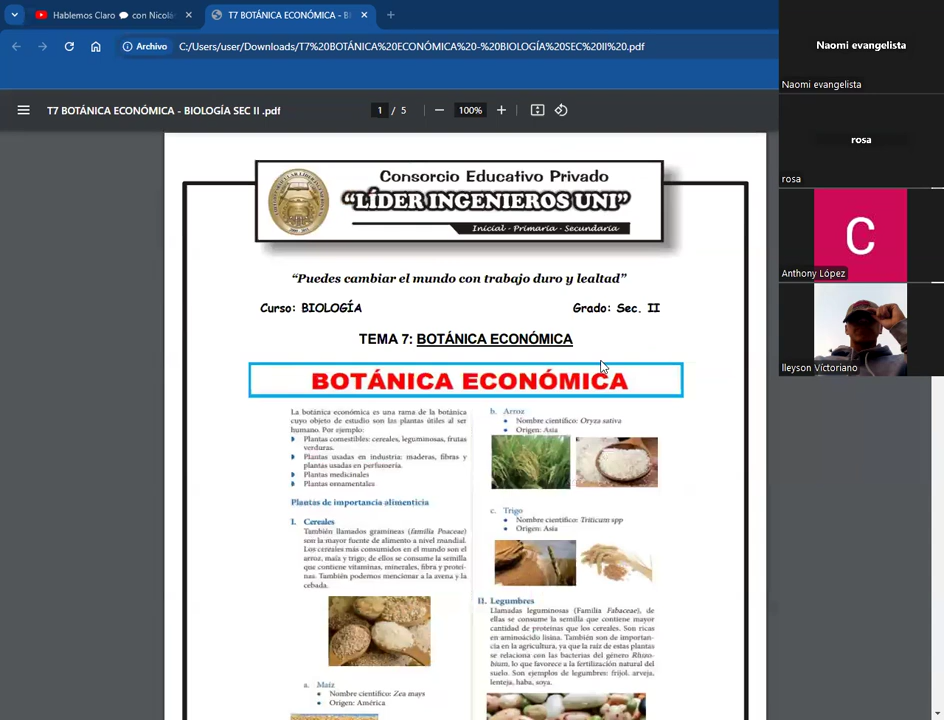 Hablemos Claro 💬 con Nicolá
T7 BOTÁNICA ECONÓMICA - B
Archivo
C:/Users/user/Downloads/T7%20BOTÁNICA%20ECONÓMICA%20-%20BIOLOGÍA%20SEC%20II%20.pdf
T7 BOTÁNICA ECONÓMICA - BIOLOGÍA SEC II .pdf
1 / 5
100%
Consorcio Educativo Privado
“LÍDER INGENIEROS UNI”
Inicial - Primaria - Secundaria
“Puedes cambiar el mundo con trabajo duro y lealtad”
Curso: BIOLOGÍA
Grado: Sec. II
TEMA 7: BOTÁNICA ECONÓMICA
BOTÁNICA ECONÓMICA
La botánica económica es una rama de la botánica
cuyo objeto de estudio son las plantas útiles al ser
humano. Por ejemplo:
Plantas comestibles: cereales, leguminosas, frutas
verduras.
Plantas usadas en industria: maderas, fibras y
plantas usadas en perfumería.
Plantas medicinales
Plantas ornamentales
Plantas de importancia alimenticia
I. Cereales
También llamados gramíneas (familia Poaceae)
son la mayor fuente de alimento a nivel mundial.
Los cereales más consumidos en el mundo son el
arroz, maíz y trigo; de ellos se consume la semilla
que contiene vitaminas, minerales, fibra y proteí-
nas. También podemos mencionar a la avena y la
cebada.
a. Maíz
• Nombre científico: Zea mays
• Origen: América
b. Arroz
• Nombre científico: Oryza sativa
• Origen: Asia
c. Trigo
• Nombre científico: Triticum spp
• Origen: Asia
II. Legumbres
Llamadas leguminosas (Familia Fabaceae), de
ellas se consume la semilla que contiene mayor
cantidad de proteínas que los cereales. Son ricas
en aminoácido lisina. También son de importan-
cia en la agricultura, ya que la raíz de estas plantas
se relaciona con las bacterias del género Rhizo-
bium, lo que favorece a la fertilización natural del
suelo. Son ejemplos de legumbres: frijol, arveja,
lenteja, haba, soya.
Naomi evangelista
Naomi evangelista
rosa
rosa
C
Anthony López
Ileyson Víctoriano